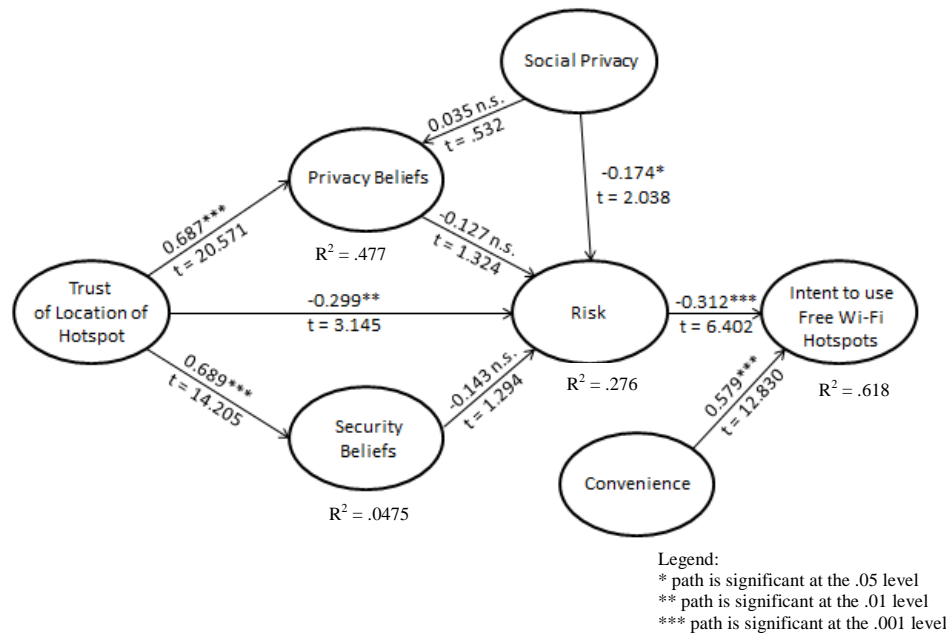 Social Privacy
0.035 n.s.
t = .532
Privacy Beliefs
-0.174*
t = 2.038
0.687***
t = 20.571
R² = .477
-0.127 n.s.
t = 1.324
Trust
of Location of
Hotspot
-0.299**
t = 3.145
Risk
-0.312***
t = 6.402
Intent to use
Free Wi-Fi
Hotspots
0.689***
t = 14.205
-0.143 n.s.
t = 1.294
R² = .276
R² = .618
0.579***
t = 12.830
Security
Beliefs
Convenience
R² = .0475
Legend:
* path is significant at the .05 level
** path is significant at the .01 level
*** path is significant at the .001 level